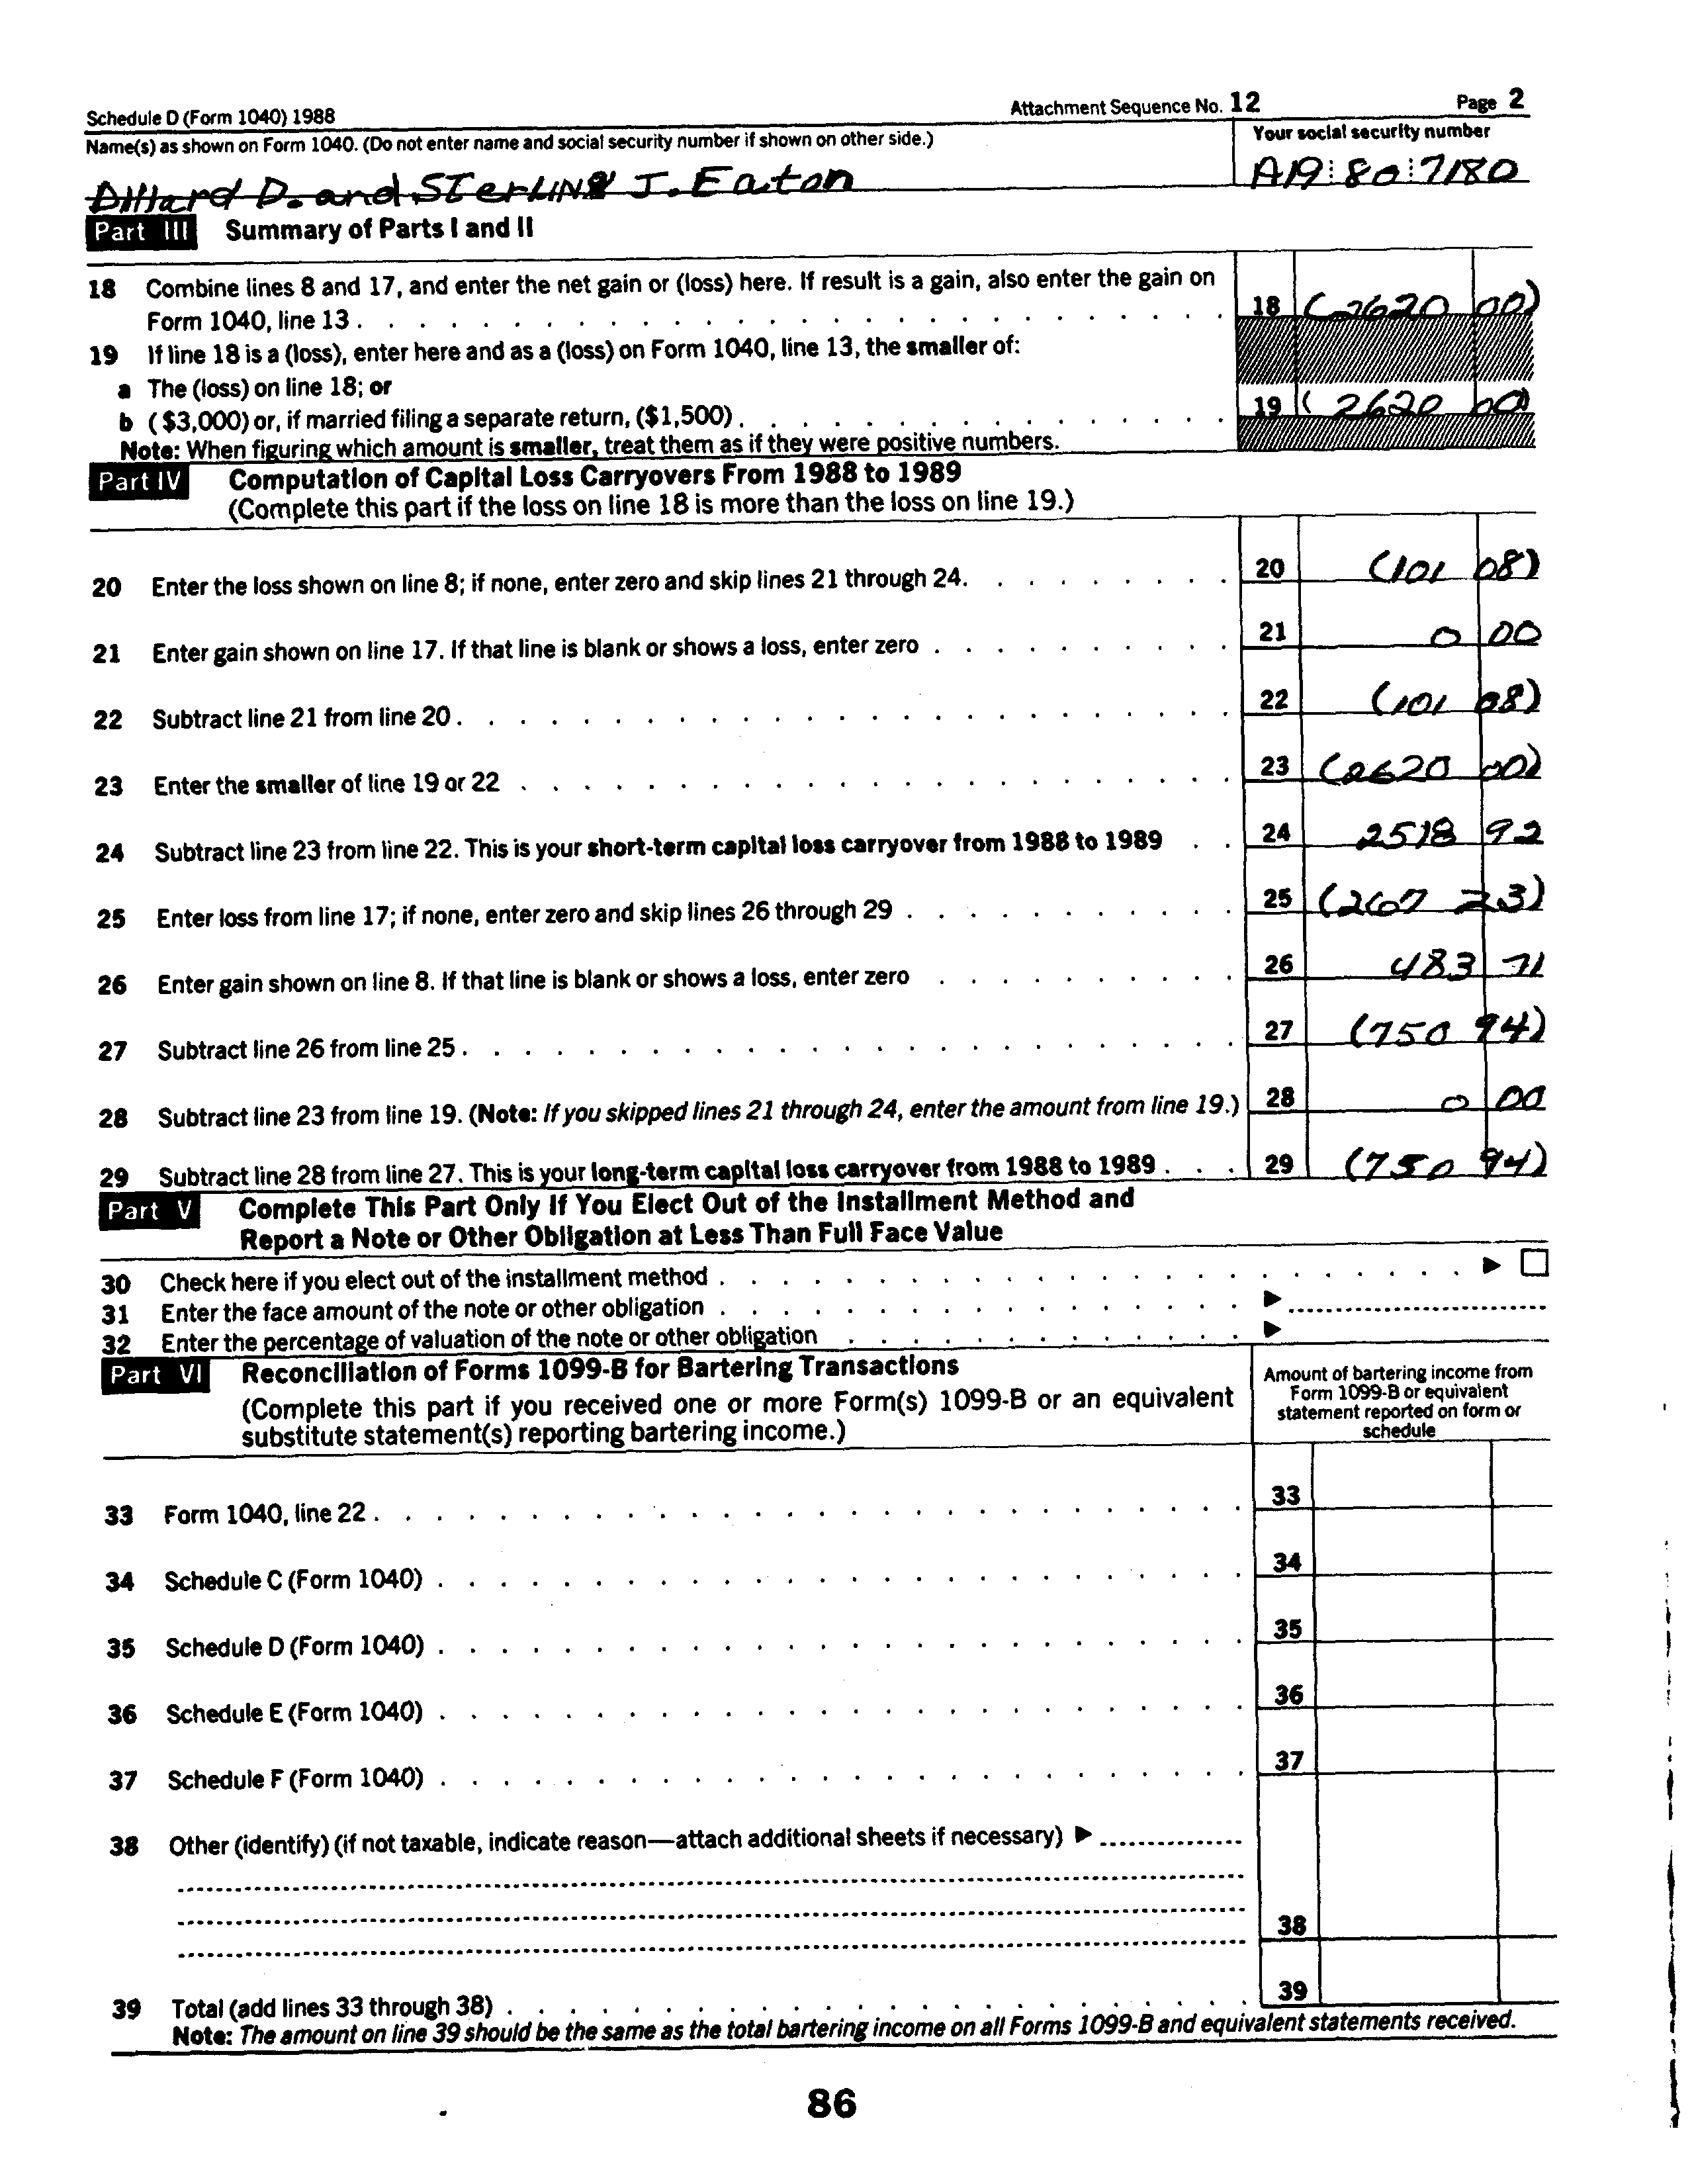 Schedule D (Form 1040) 1988 Attachment Sequence No. 12 Page 2
Name(s) as shown on Form 1040. (Do not enter name and social security number if shown on other side.) Your social security number
Dillard D. and Sterling J. Eaton A19 80 7180
Part III Summary of Parts I and II
18 Combine lines 8 and 17, and enter the net gain or (loss) here. If result is a gain, also enter the gain on
Form 1040, line 13 . . . 18 (2620 00)
19 If line 18 is a (loss), enter here and as a (loss) on Form 1040, line 13, the smaller of:
a The (loss) on line 18; or
b ($3,000) or, if married filing a separate return, ($1,500) . . . 19 (2620 00)
Note: When figuring which amount is smaller, treat them as if they were positive numbers.
Part IV Computation of Capital Loss Carryovers From 1988 to 1989
(Complete this part if the loss on line 18 is more than the loss on line 19.)
20 Enter the loss shown on line 8; if none, enter zero and skip lines 21 through 24. . . . 20 (101 08)
21 Enter gain shown on line 17. If that line is blank or shows a loss, enter zero . . . 21 0 00
22 Subtract line 21 from line 20 . . . 22 (101 08)
23 Enter the smaller of line 19 or 22 . . . 23 (2620 00)
24 Subtract line 23 from line 22. This is your short-term capital loss carryover from 1988 to 1989 . . 24 2518 92
25 Enter loss from line 17; if none, enter zero and skip lines 26 through 29 . . . 25 (267 23)
26 Enter gain shown on line 8. If that line is blank or shows a loss, enter zero . . . 26 483 71
27 Subtract line 26 from line 25 . . . 27 (750 94)
28 Subtract line 23 from line 19. (Note: If you skipped lines 21 through 24, enter the amount from line 19.) 28 0 00
29 Subtract line 28 from line 27. This is your long-term capital loss carryover from 1988 to 1989 . . . 29 (750 94)
Part V Complete This Part Only If You Elect Out of the Installment Method and
Report a Note or Other Obligation at Less Than Full Face Value
30 Check here if you elect out of the installment method . . . ▶ ☐
31 Enter the face amount of the note or other obligation . . . ▶
32 Enter the percentage of valuation of the note or other obligation . . . ▶
Part VI Reconciliation of Forms 1099-B for Bartering Transactions
(Complete this part if you received one or more Form(s) 1099-B or an equivalent
substitute statement(s) reporting bartering income.)
Amount of bartering income from
Form 1099-B or equivalent
statement reported on form or
schedule
33 Form 1040, line 22 . . . 33
34 Schedule C (Form 1040) . . . 34
35 Schedule D (Form 1040) . . . 35
36 Schedule E (Form 1040) . . . 36
37 Schedule F (Form 1040) . . . 37
38 Other (identify) (if not taxable, indicate reason—attach additional sheets if necessary) ▶
38
39 Total (add lines 33 through 38) . . . 39
Note: The amount on line 39 should be the same as the total bartering income on all Forms 1099-B and equivalent statements received.
86